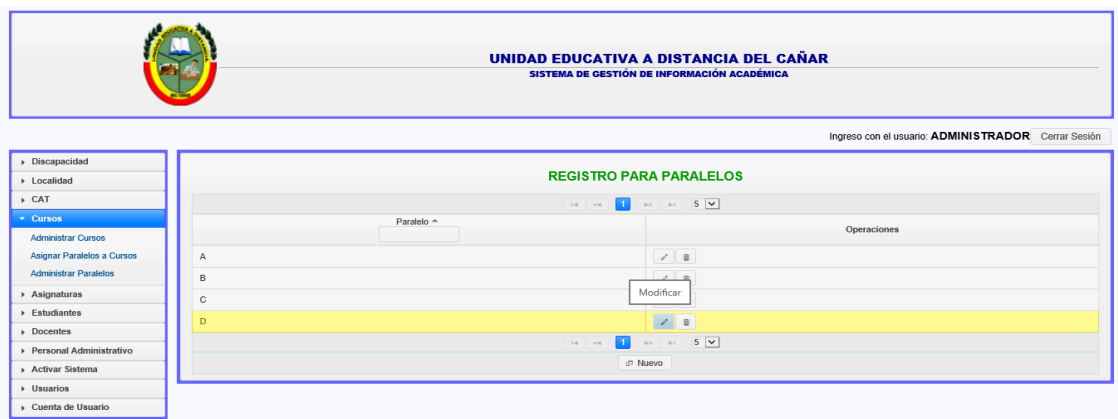 UNIDAD EDUCATIVA A DISTANCIA DEL CAÑAR
SISTEMA DE GESTIÓN DE INFORMACIÓN ACADÉMICA
Ingreso con el usuario: ADMINISTRADOR Cerrar Sesión
Discapacidad
Localidad
CAT
Cursos
Administrar Cursos
Asignar Paralelos a Cursos
Administrar Paralelos
Asignaturas
Estudiantes
Docentes
Personal Administrativo
Activar Sistema
Usuarios
Cuenta de Usuario
REGISTRO PARA PARALELOS
1 5
Paralelo Operaciones
A
B
C
Modificar
D
1 5
Nuevo